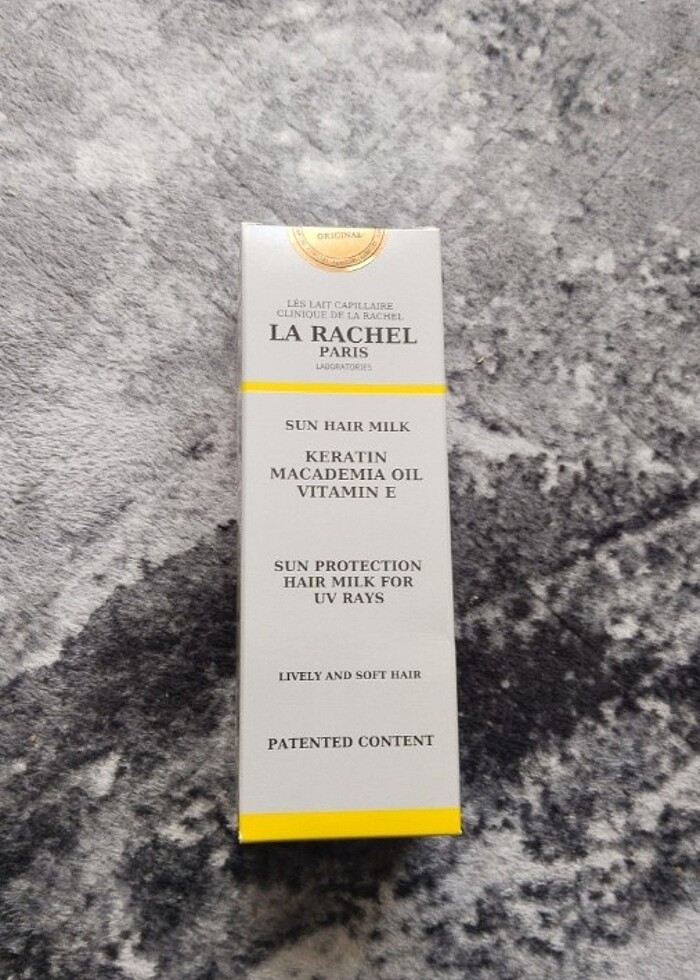 ORIGINAL
LÉS LAIT CAPILLAIRE
CLINIQUE DE LA RACHEL
LA RACHEL
PARIS
LABORATORIES
SUN HAIR MILK
KERATIN
MACADEMIA OIL
VITAMIN E
SUN PROTECTION
HAIR MILK FOR
UV RAYS
LIVELY AND SOFT HAIR
PATENTED CONTENT